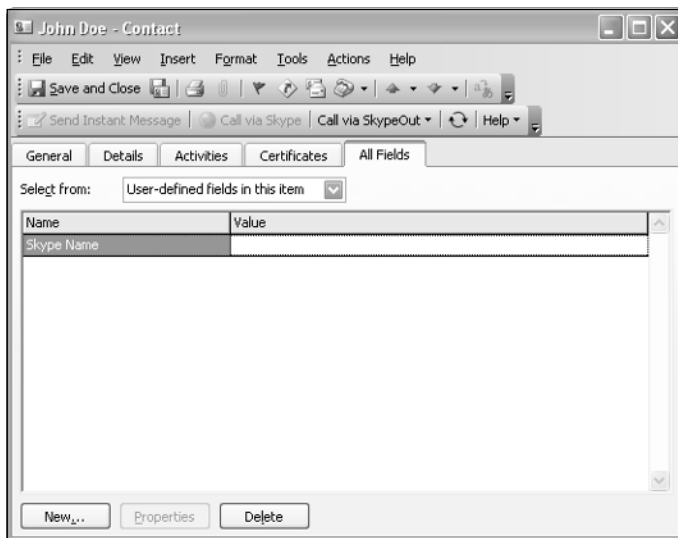 John Doe - Contact
File Edit View Insert Format Tools Actions Help
Save and Close
Send Instant Message Call via Skype Call via SkypeOut Help
General Details Activities Certificates All Fields
Select from: User-defined fields in this item
Name Value
Skype Name
New... Properties Delete